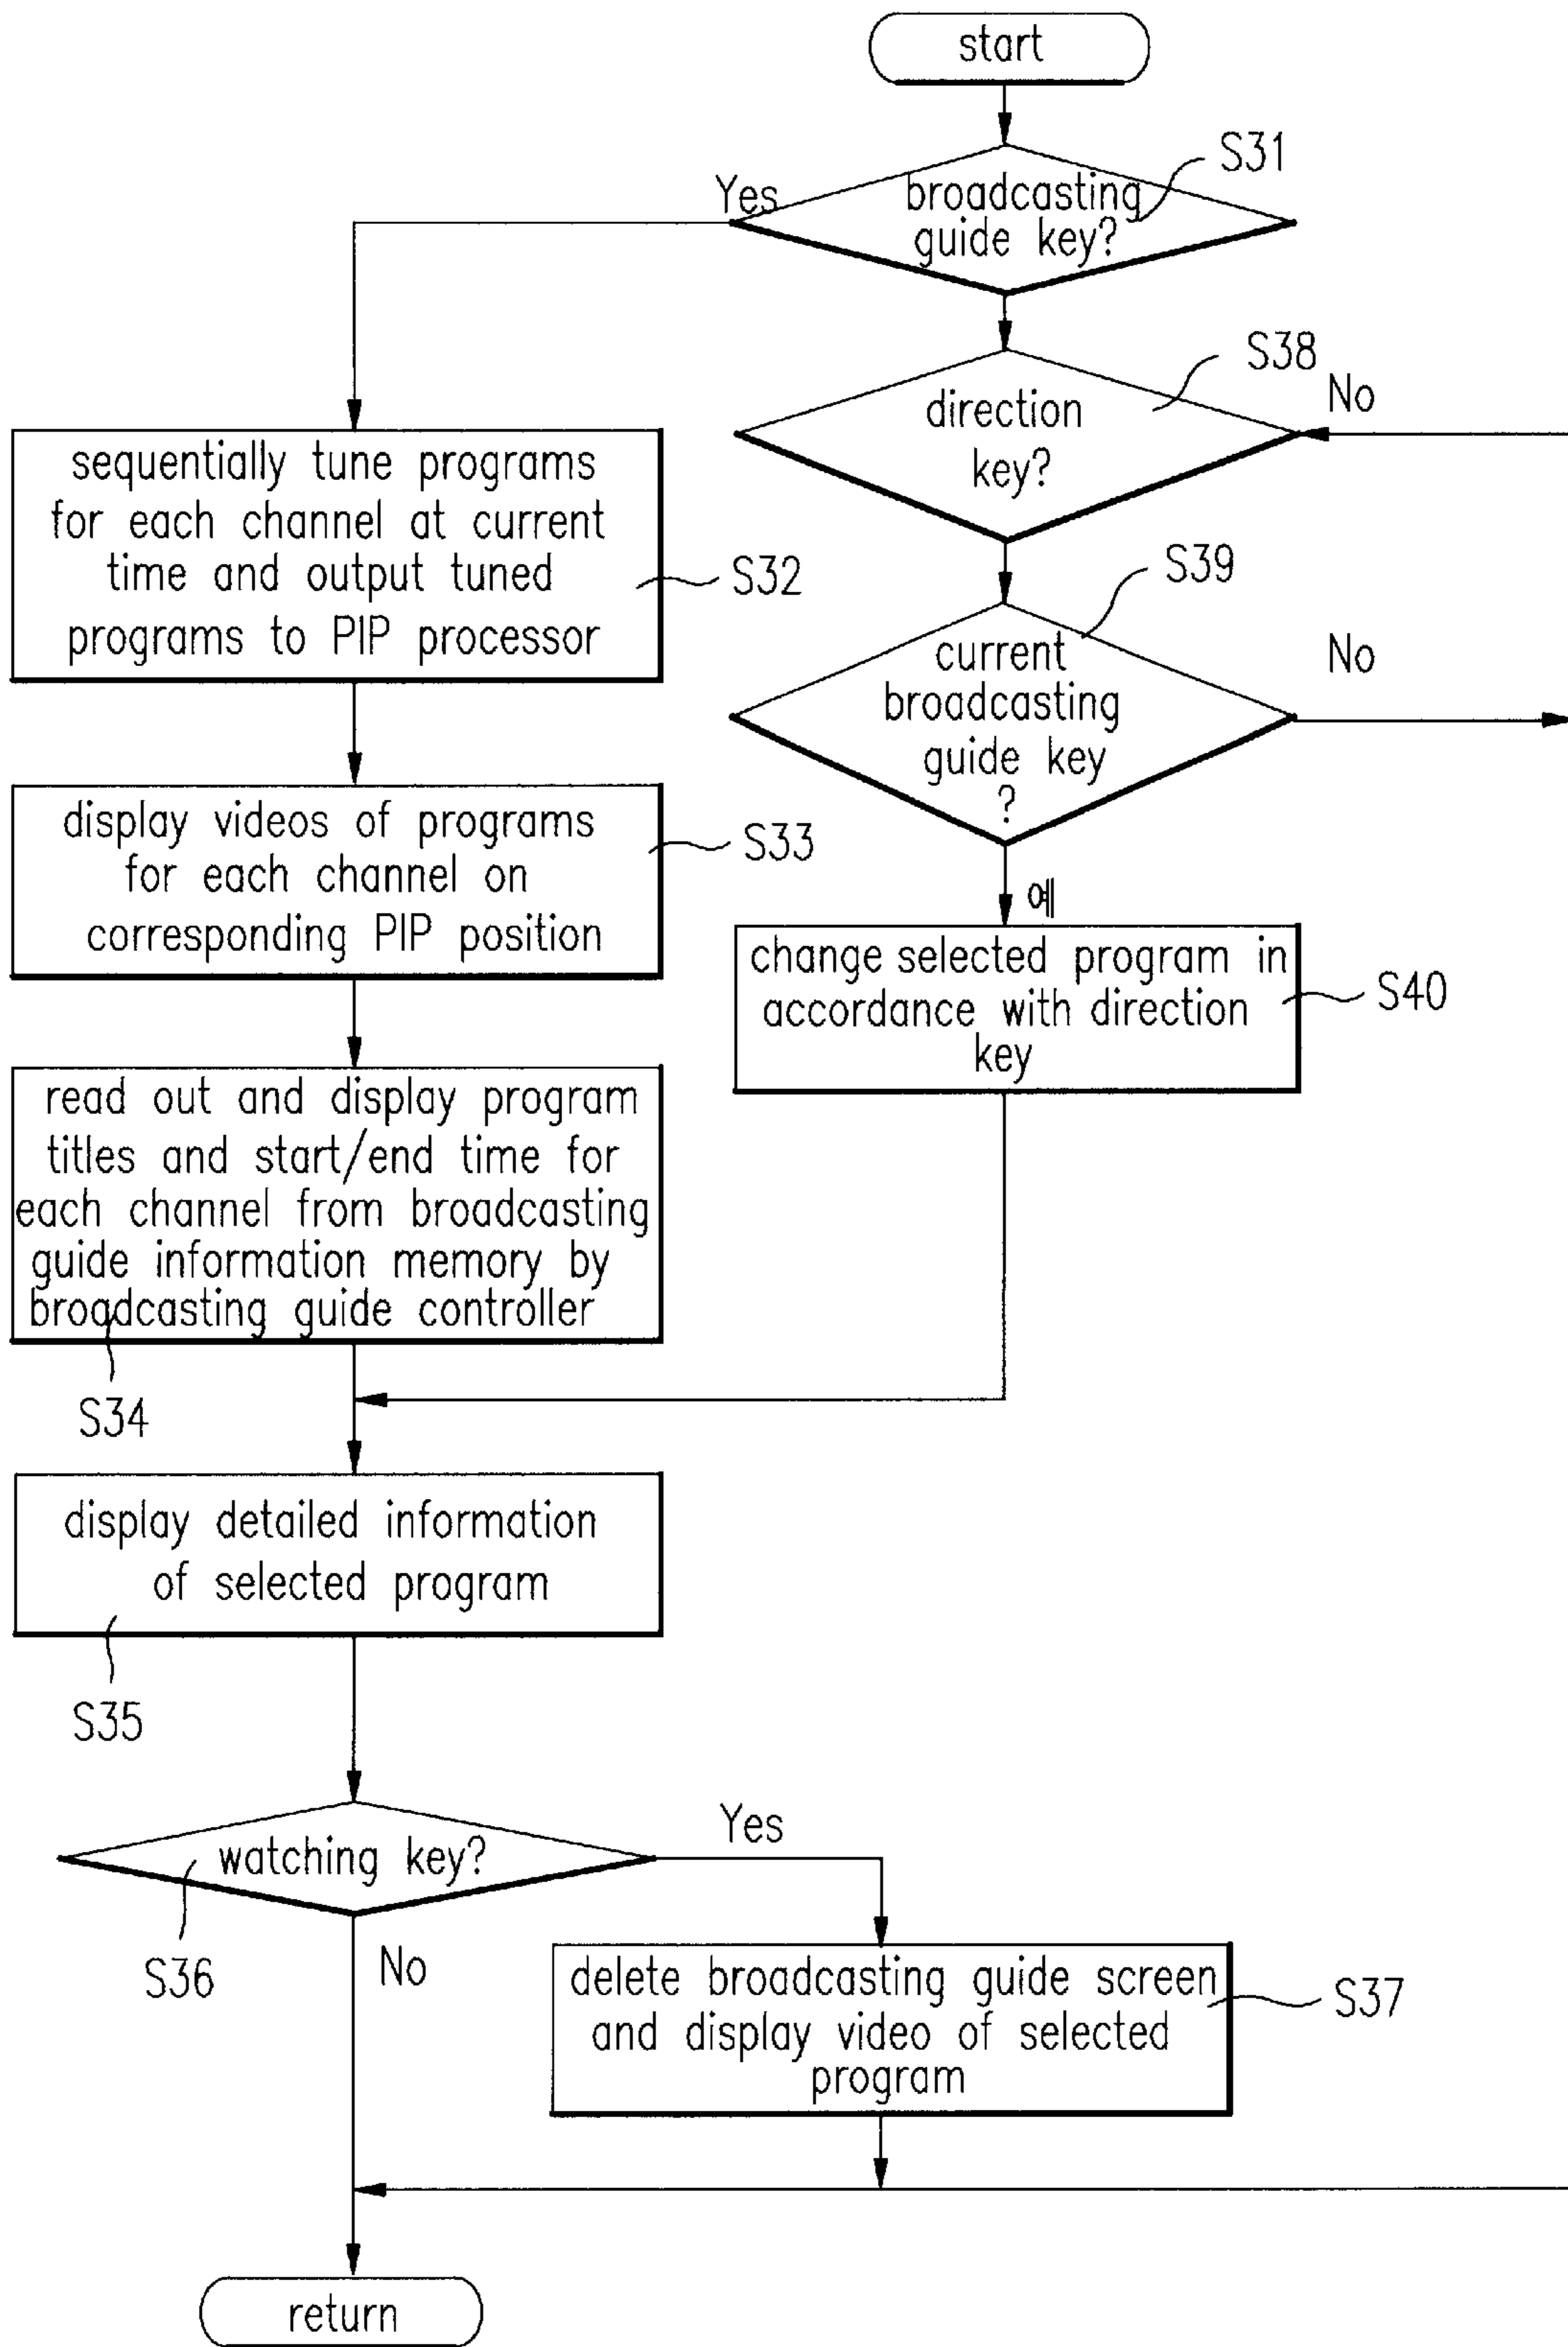 start
S31
Yes
broadcasting
guide key?
S38
No
direction
key?
sequentially tune programs
for each channel at current
time and output tuned
programs to PIP processor
S32
S39
No
current
broadcasting
guide key
?
display videos of programs
for each channel on
corresponding PIP position
S33
예
change selected program in
accordance with direction
key
S40
read out and display program
titles and start/end time for
each channel from broadcasting
guide information memory by
broadcasting guide controller
S34
display detailed information
of selected program
S35
watching key?
Yes
S36
No
delete broadcasting guide screen
and display video of selected
program
S37
return